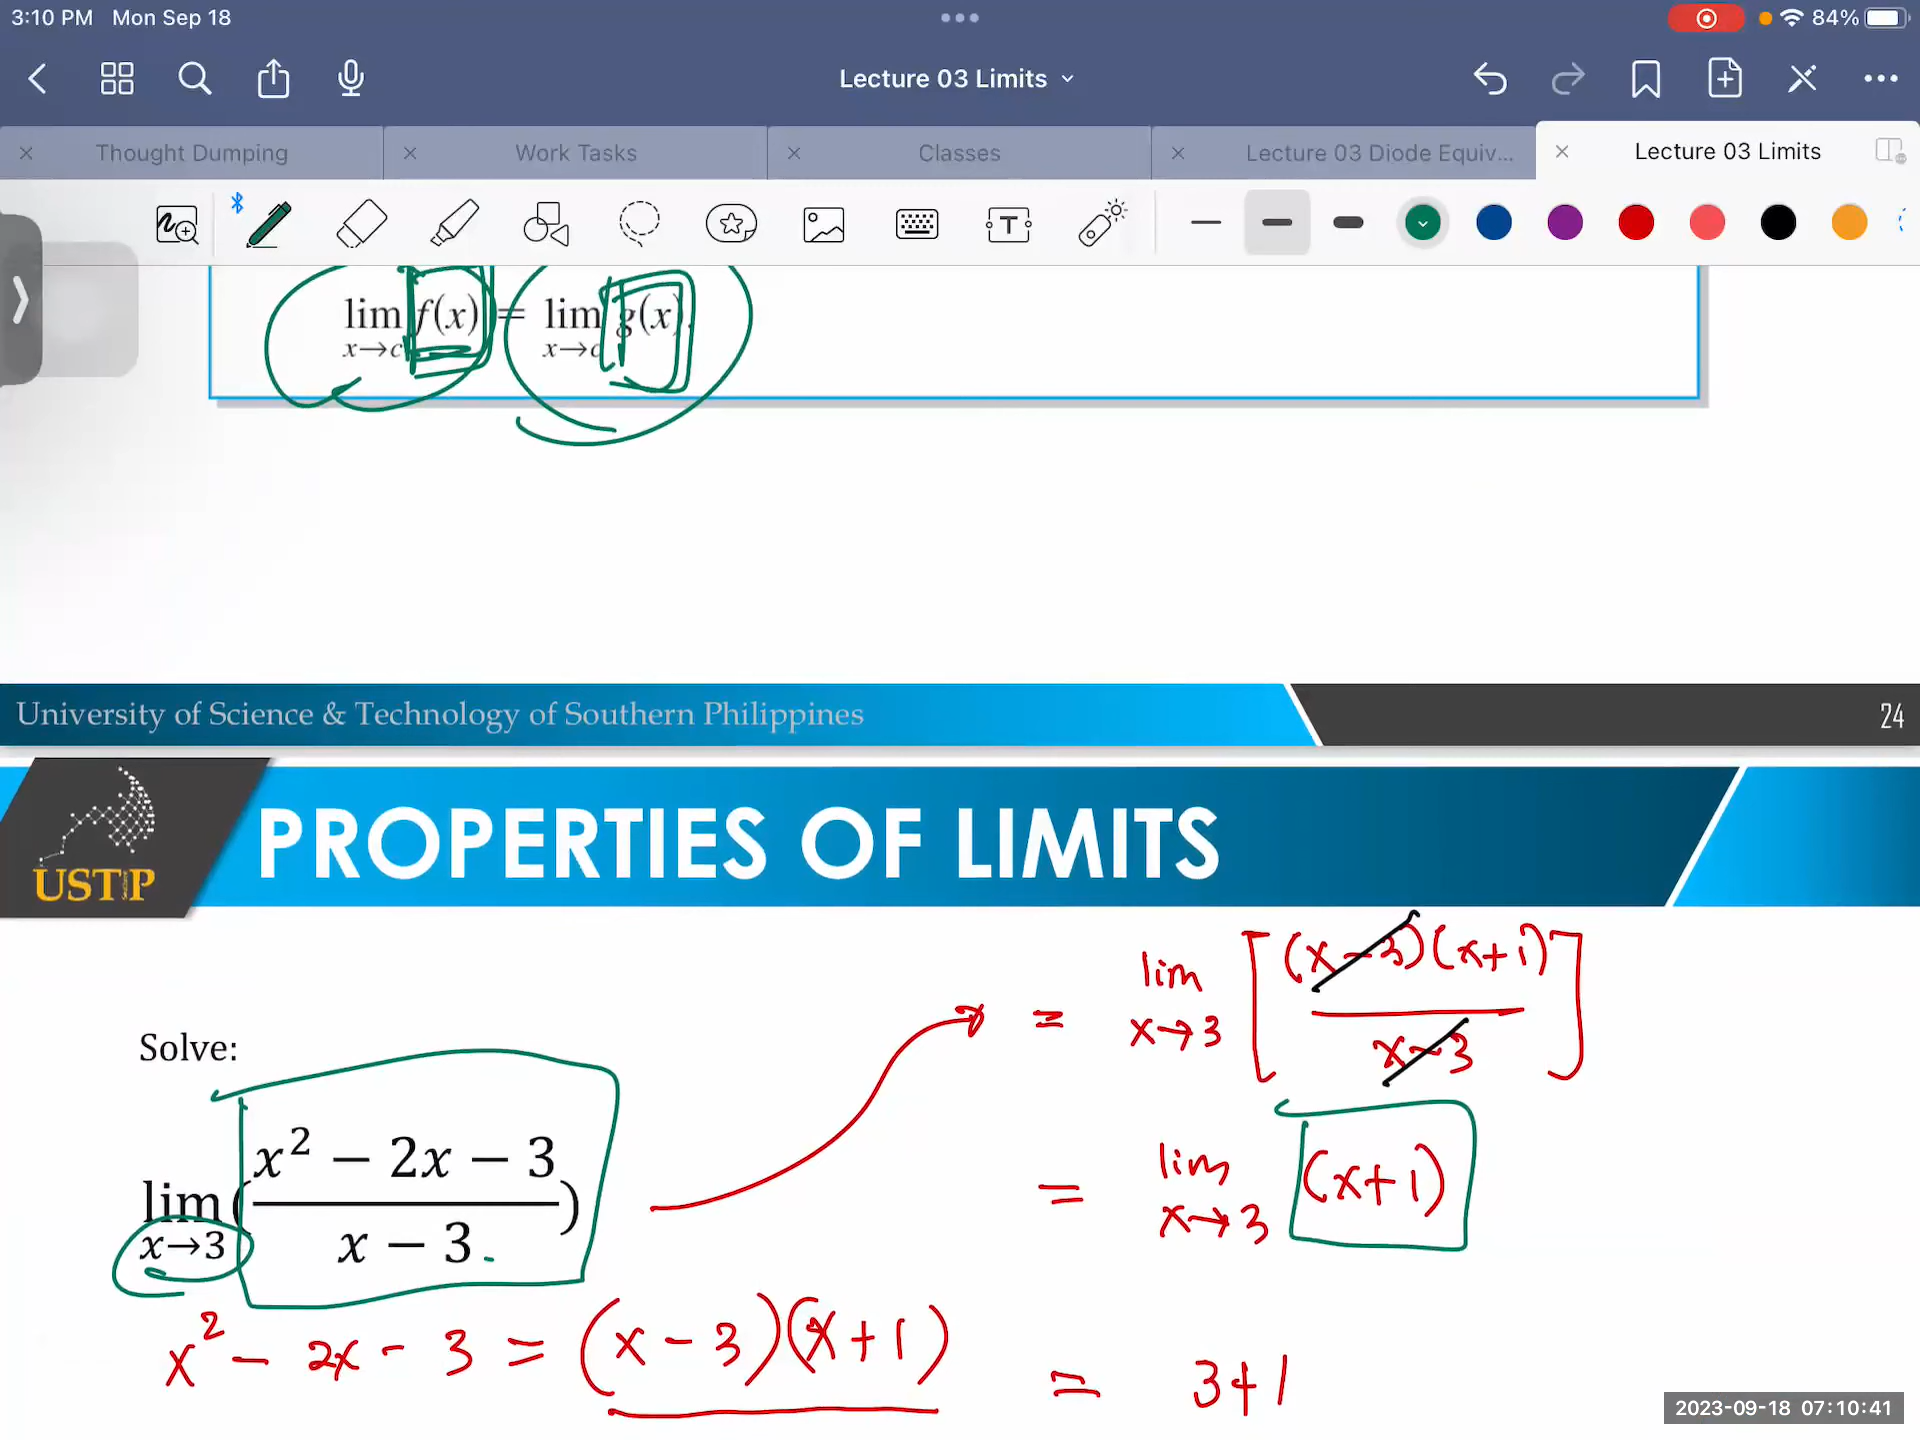 3:10 PM Mon Sep 18
84%
Lecture 03 Limits
Thought Dumping
Work Tasks
Classes
Lecture 03 Diode Equiv...
Lecture 03 Limits
T
lim f(x) = lim g(x).
x→c x→c
University of Science & Technology of Southern Philippines
24
USTP
PROPERTIES OF LIMITS
Solve:
lim x→3 (x² − 2x − 3 / x − 3)
= lim x→3 [(x-3)(x+1) / x-3]
= lim x→3 (x+1)
x² - 2x - 3 = (x-3)(x+1)
= 3+1
2023-09-18 07:10:41